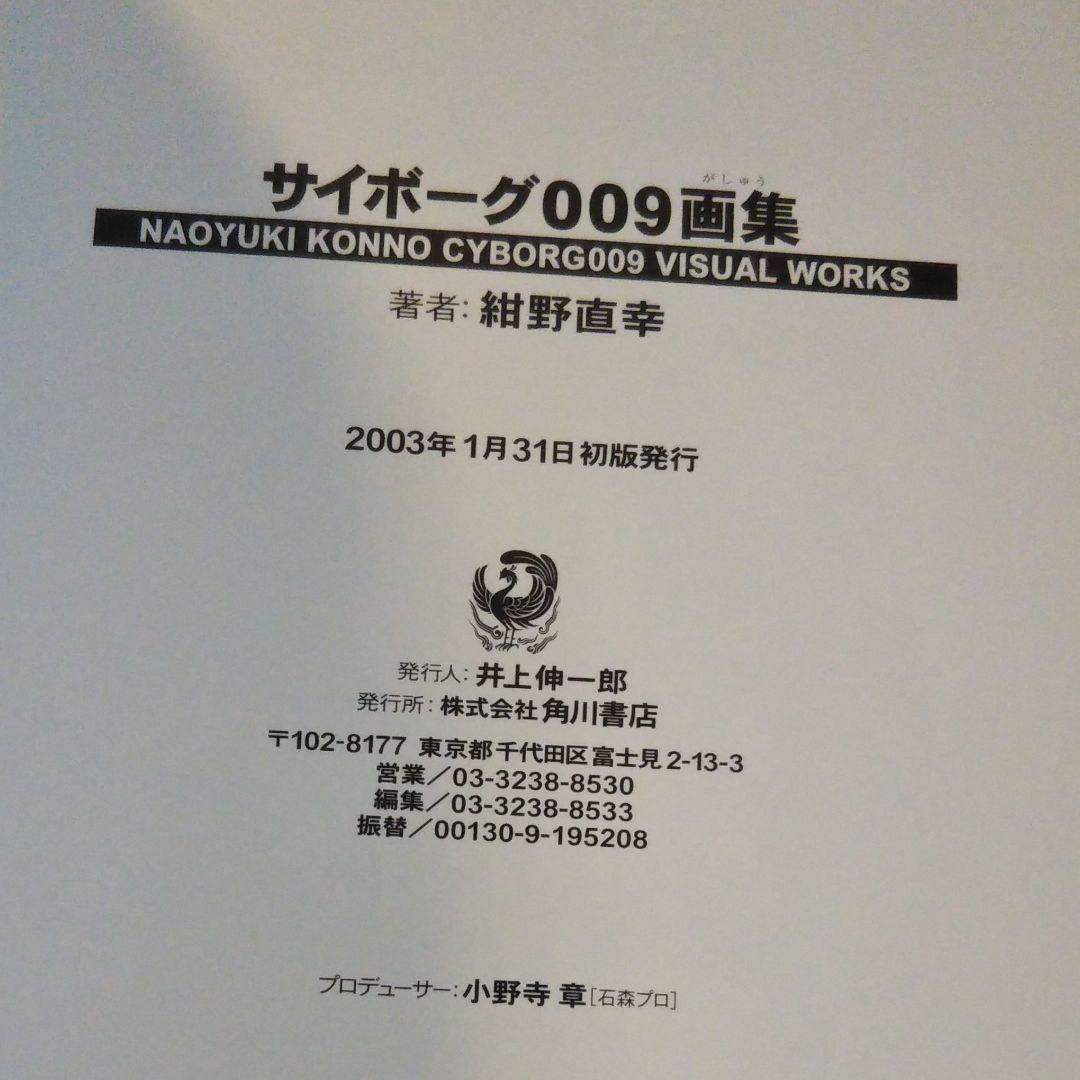 がしゅう
サイボーグ009画集
NAOYUKI KONNO CYBORG009 VISUAL WORKS
著者:紺野直幸
2003年1月31日初版発行
発行人:井上伸一郎
発行所:株式会社角川書店
〒102-8177 東京都千代田区富士見2-13-3
営業/03-3238-8530
編集/03-3238-8533
振替/00130-9-195208
プロデューサー:小野寺 章[石森プロ]